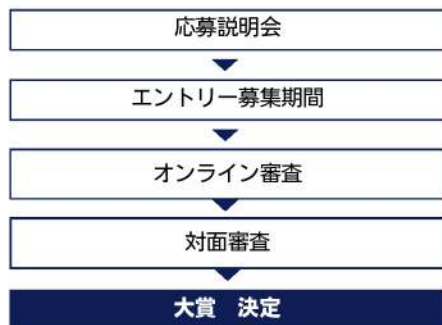 応募説明会
エントリー募集期間
オンライン審査
対面審査
大賞　決定